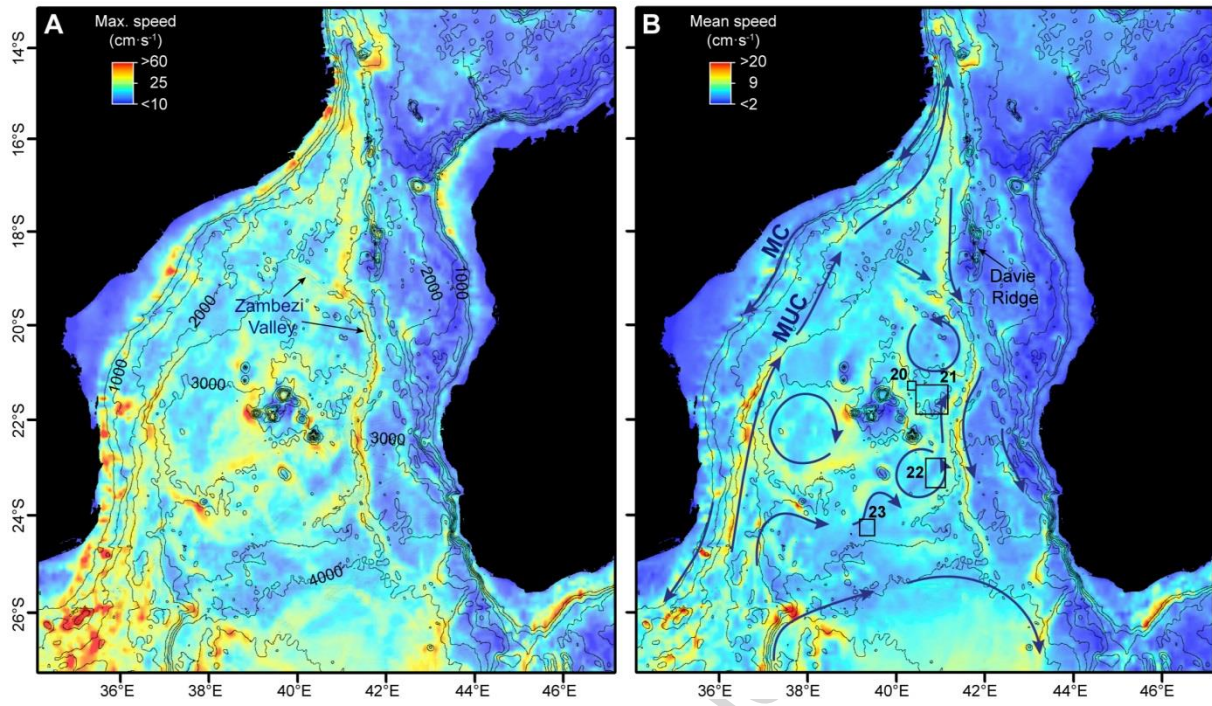 A
Max. speed
(cm·s⁻¹)
>60
25
<10
Zambezi
Valley
1000
2000
3000
2000
1000
3000
4000
14°S
16°S
18°S
20°S
22°S
24°S
26°S
36°E
38°E
40°E
42°E
44°E
46°E
B
Mean speed
(cm·s⁻¹)
>20
9
<2
MC
MUC
Davie
Ridge
20
21
22
23
36°E
38°E
40°E
42°E
44°E
46°E